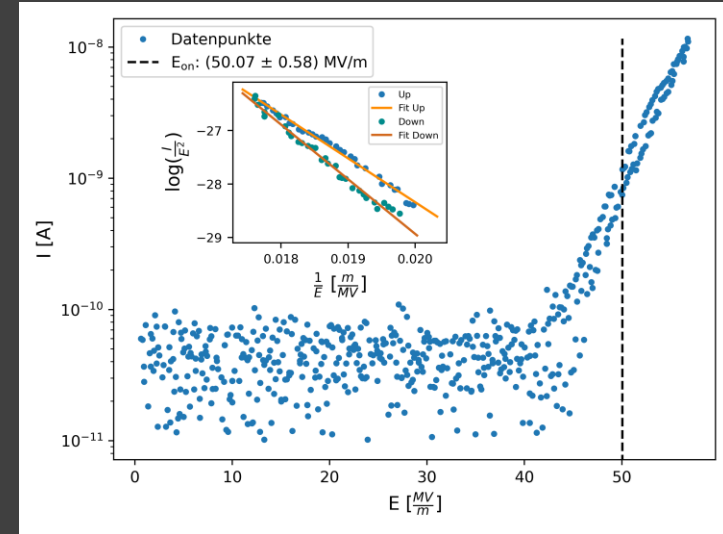 Datenpunkte
E_on: (50.07 ± 0.58) MV/m
Up
Fit Up
Down
Fit Down
log(I/E²)
−27
−28
−29
0.018 0.019 0.020
1/E [m/MV]
I [A]
10⁻⁸
10⁻⁹
10⁻¹⁰
10⁻¹¹
0 10 20 30 40 50
E [MV/m]